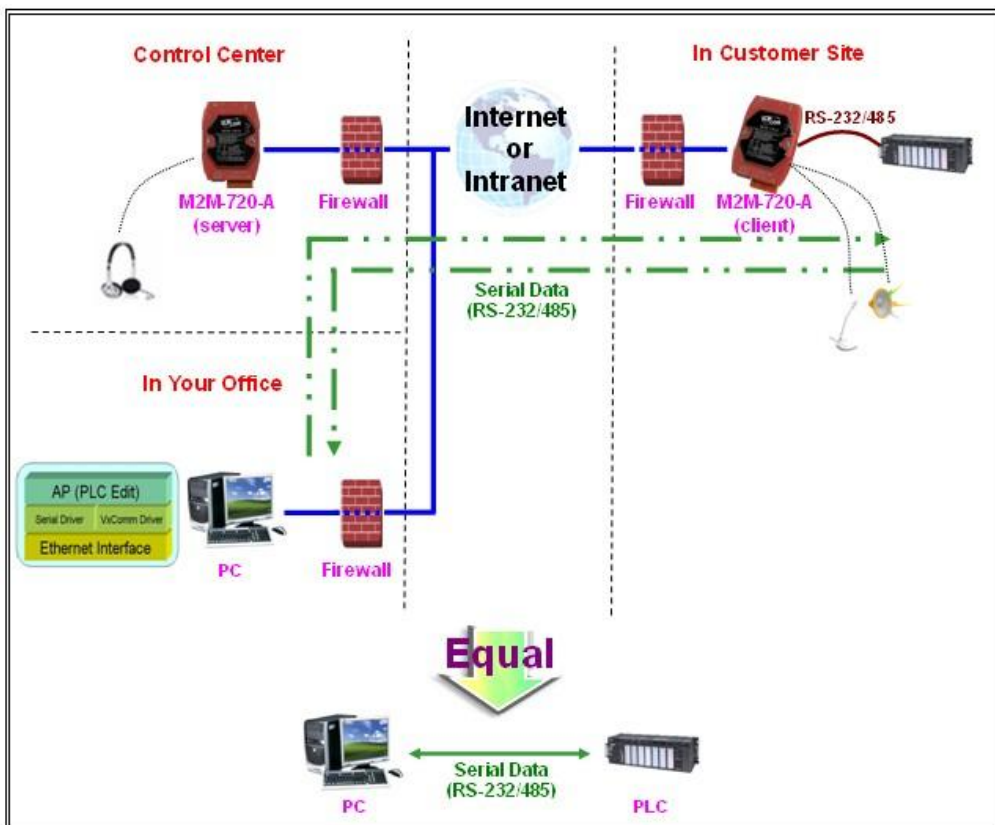 Control Center
In Customer Site
Internet
or
Intranet
RS-232/485
M2M-720-A
(server)
Firewall
Firewall
M2M-720-A
(client)
Serial Data
(RS-232/485)
In Your Office
AP (PLC Edit)
Serial Driver
VxComm Driver
Ethernet Interface
PC
Firewall
Equal
Serial Data
(RS-232/485)
PC
PLC